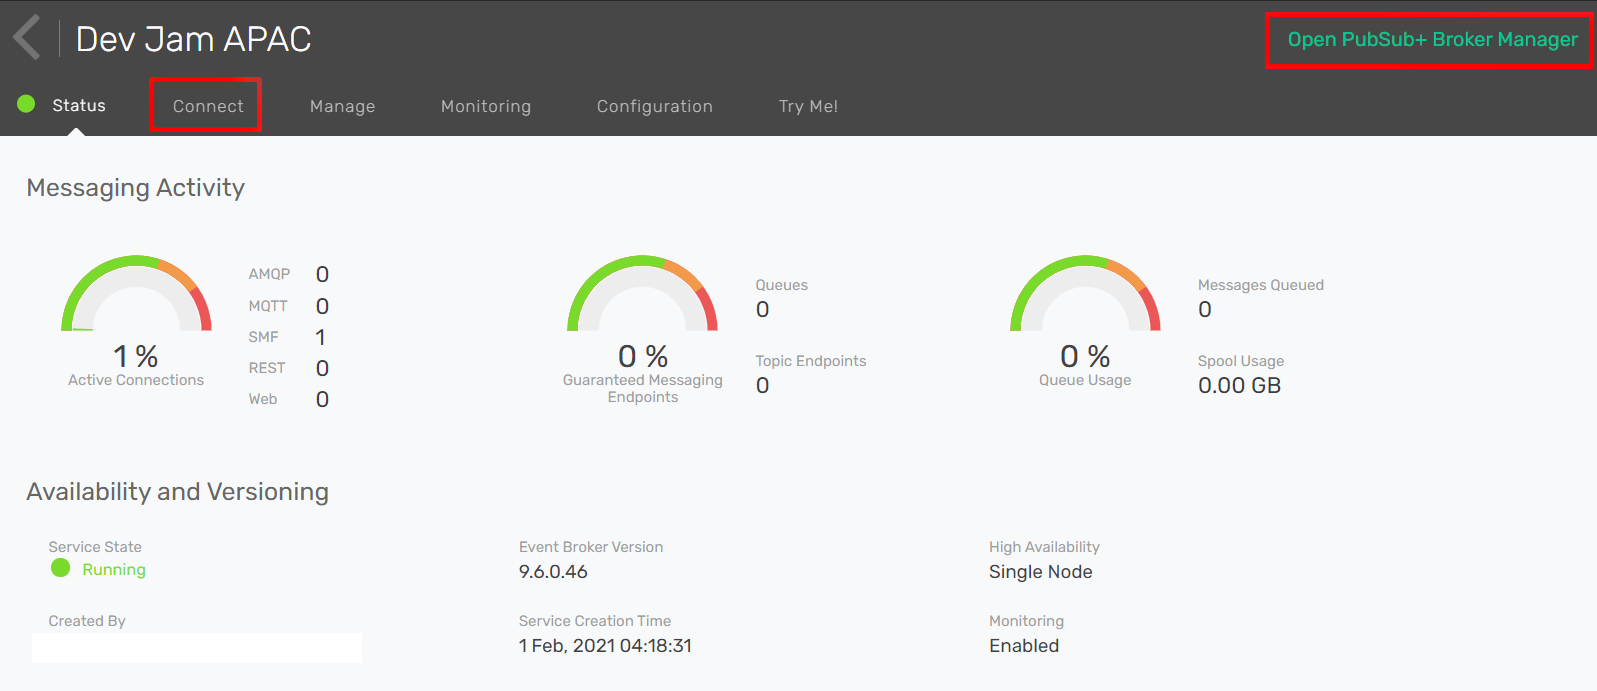 Dev Jam APAC
Open PubSub+ Broker Manager
Status
Connect
Manage
Monitoring
Configuration
Try Me!
Messaging Activity
1 %
Active Connections
AMQP 0
MQTT 0
SMF 1
REST 0
Web 0
0 %
Guaranteed Messaging
Endpoints
Queues
0
Topic Endpoints
0
0 %
Queue Usage
Messages Queued
0
Spool Usage
0.00 GB
Availability and Versioning
Service State
Running
Event Broker Version
9.6.0.46
High Availability
Single Node
Created By
Service Creation Time
1 Feb, 2021 04:18:31
Monitoring
Enabled